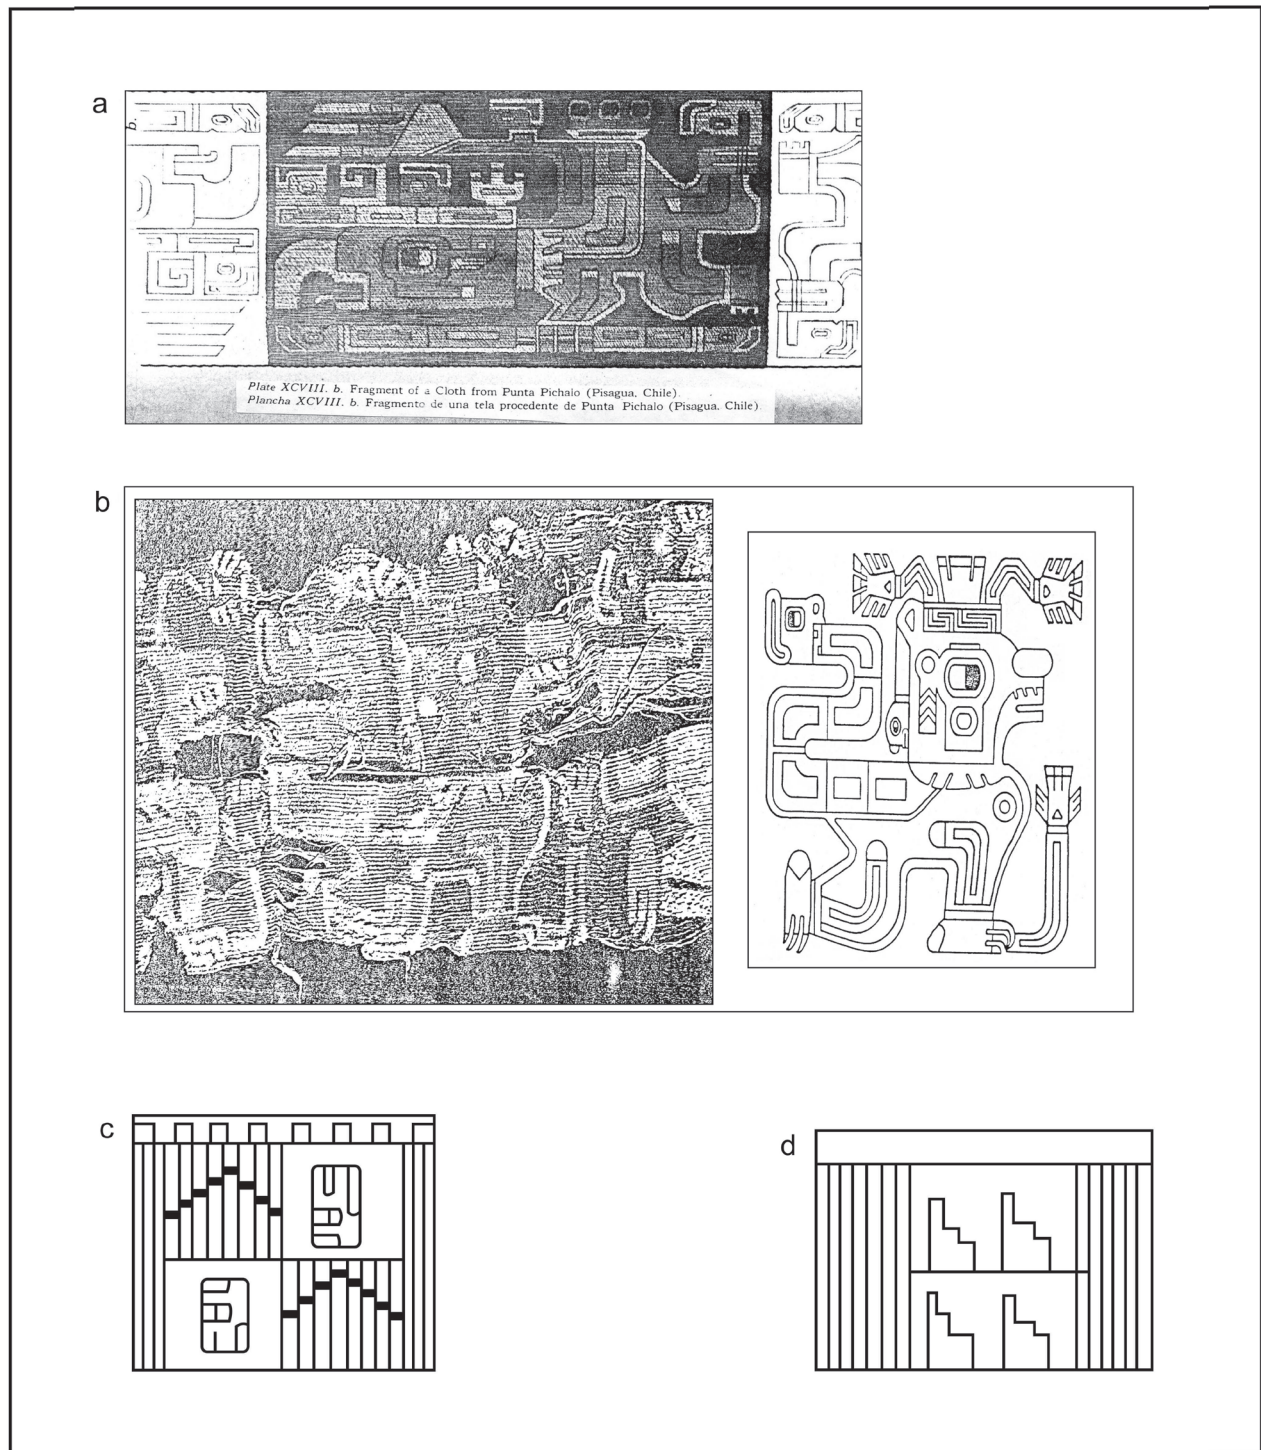 a
b.
Plate XCVIII. b. Fragment of a Cloth from Punta Pichalo (Pisagua, Chile).
Plancha XCVIII. b. Fragmento de una tela procedente de Punta Pichalo (Pisagua, Chile).
b
c
d